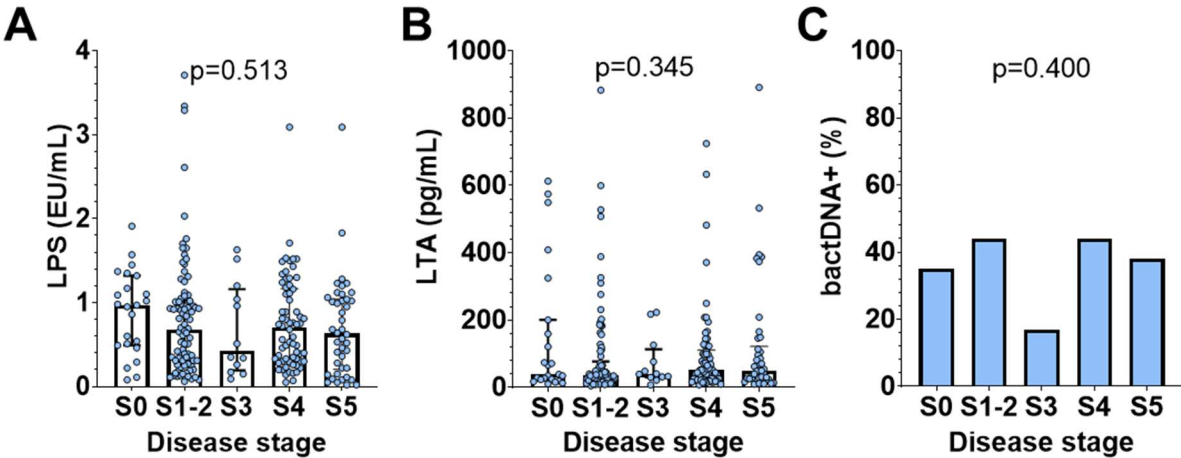 A
LPS (EU/mL)
4
3
2
1
0
p=0.513
S0 S1-2 S3 S4 S5
Disease stage
B
LTA (pg/mL)
1000
800
600
400
200
0
p=0.345
S0 S1-2 S3 S4 S5
Disease stage
C
bactDNA+ (%)
100
80
60
40
20
0
p=0.400
S0 S1-2 S3 S4 S5
Disease stage